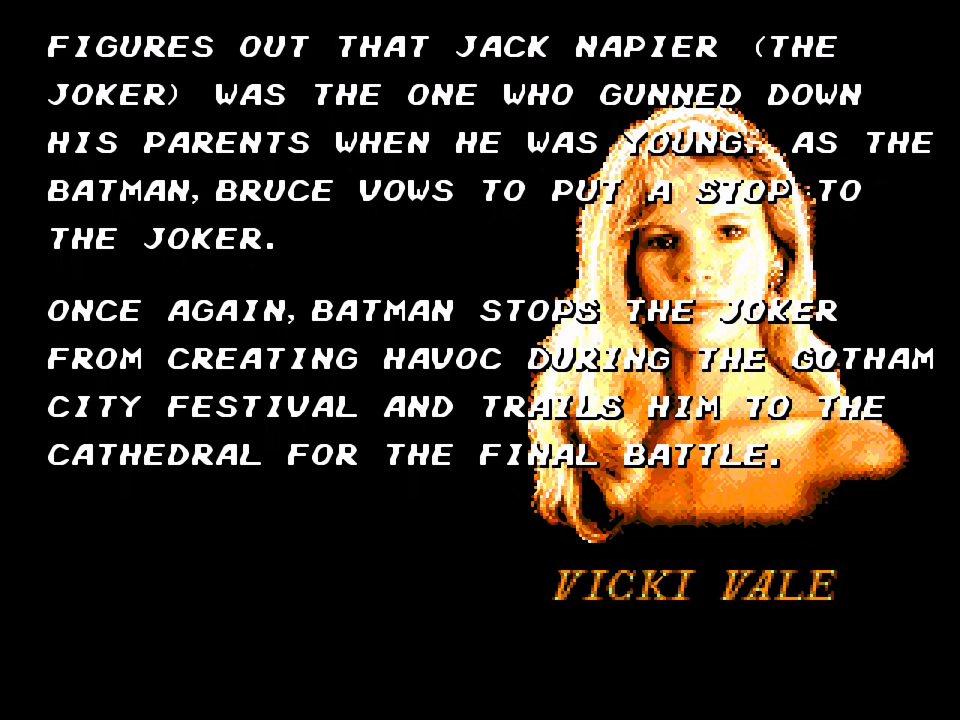 FIGURES OUT THAT JACK NAPIER (THE
JOKER) WAS THE ONE WHO GUNNED DOWN
HIS PARENTS WHEN HE WAS YOUNG. AS THE
BATMAN, BRUCE VOWS TO PUT A STOP TO
THE JOKER.
ONCE AGAIN, BATMAN STOPS THE JOKER
FROM CREATING HAVOC DURING THE GOTHAM
CITY FESTIVAL AND TRAILS HIM TO THE
CATHEDRAL FOR THE FINAL BATTLE.
VICKI VALE